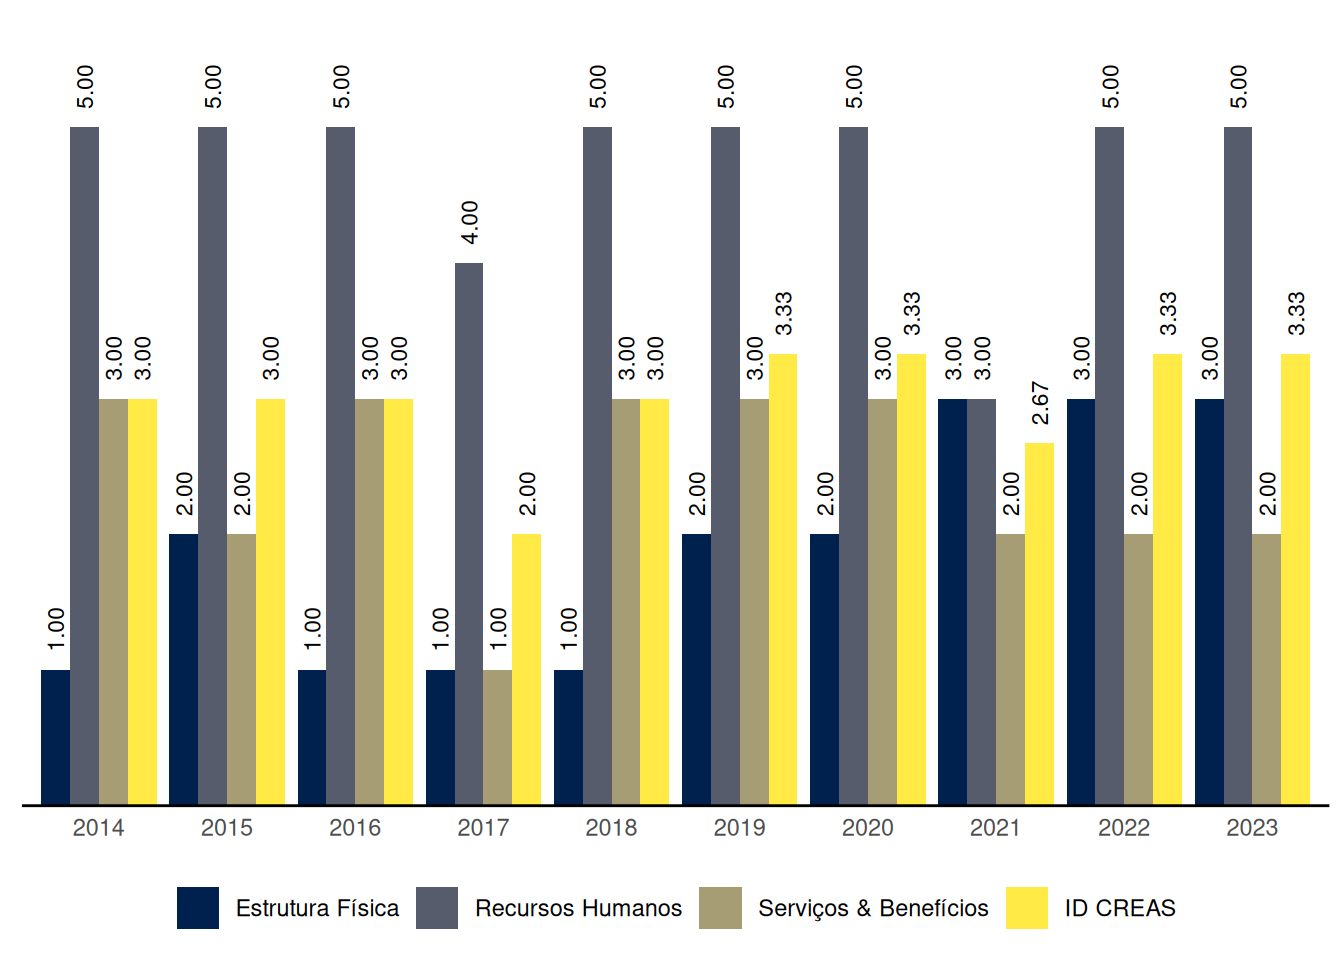 5.00 5.00 5.00 5.00 5.00 5.00 5.00 5.00
4.00
3.33 3.33 3.33 3.33
3.00 3.00 3.00 3.00 3.00 3.00 3.00 3.00 3.00 3.00 3.00 3.00 3.00
2.67
2.00 2.00 2.00 2.00 2.00 2.00 2.00 2.00
1.00 1.00 1.00 1.00 1.00
2014 2015 2016 2017 2018 2019 2020 2021 2022 2023
Estrutura Física Recursos Humanos Serviços & Benefícios ID CREAS